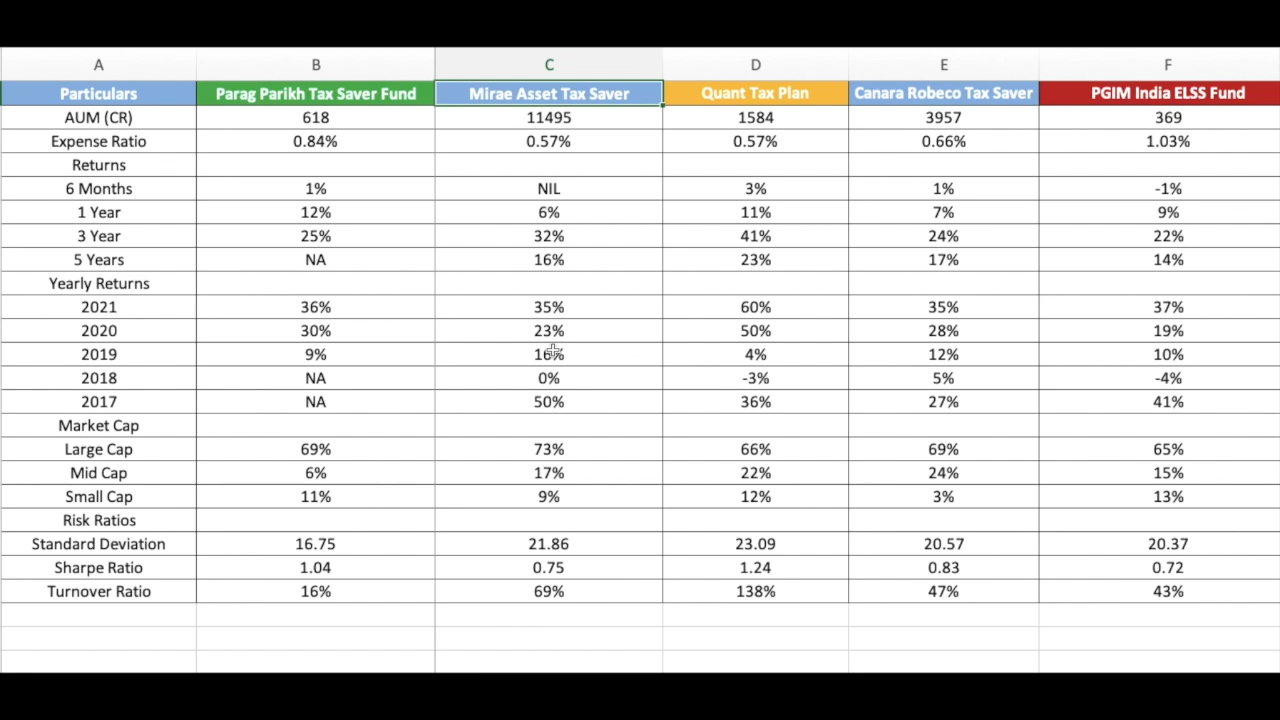 A B C D E F
Particulars Parag Parikh Tax Saver Fund Mirae Asset Tax Saver Quant Tax Plan Canara Robeco Tax Saver PGIM India ELSS Fund
AUM (CR) 618 11495 1584 3957 369
Expense Ratio 0.84% 0.57% 0.57% 0.66% 1.03%
Returns
6 Months 1% NIL 3% 1% -1%
1 Year 12% 6% 11% 7% 9%
3 Year 25% 32% 41% 24% 22%
5 Years NA 16% 23% 17% 14%
Yearly Returns
2021 36% 35% 60% 35% 37%
2020 30% 23% 50% 28% 19%
2019 9% 16% 4% 12% 10%
2018 NA 0% -3% 5% -4%
2017 NA 50% 36% 27% 41%
Market Cap
Large Cap 69% 73% 66% 69% 65%
Mid Cap 6% 17% 22% 24% 15%
Small Cap 11% 9% 12% 3% 13%
Risk Ratios
Standard Deviation 16.75 21.86 23.09 20.57 20.37
Sharpe Ratio 1.04 0.75 1.24 0.83 0.72
Turnover Ratio 16% 69% 138% 47% 43%